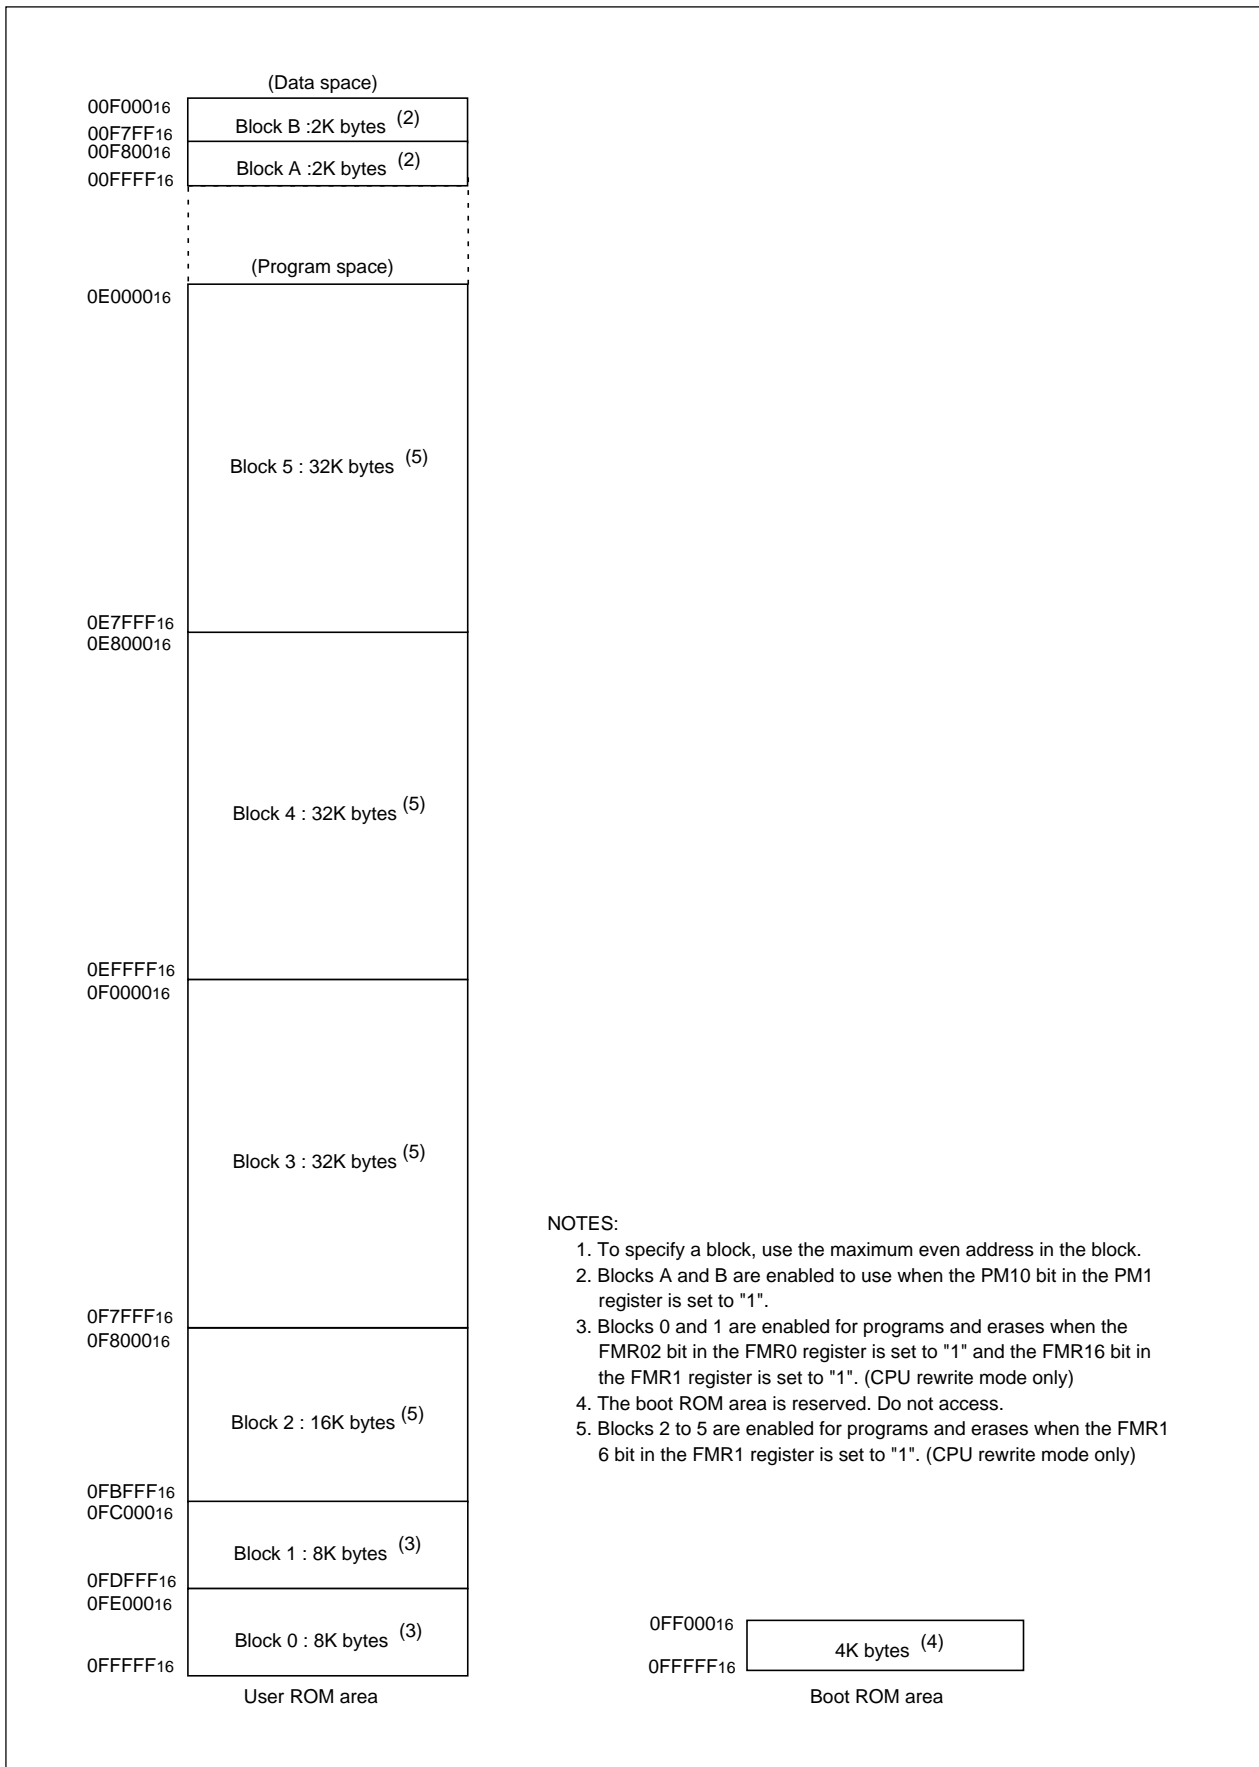 (Data space)
00F00016
Block B :2K bytes (2)
00F7FF16
00F80016
Block A :2K bytes (2)
00FFFF16
(Program space)
0E000016
Block 5 : 32K bytes (5)
0E7FFF16
0E800016
Block 4 : 32K bytes (5)
0EFFFF16
0F000016
Block 3 : 32K bytes (5)
0F7FFF16
0F800016
Block 2 : 16K bytes (5)
0FBFFF16
0FC00016
Block 1 : 8K bytes (3)
0FDFFF16
0FE00016
Block 0 : 8K bytes (3)
0FFFFF16
User ROM area
NOTES:
1. To specify a block, use the maximum even address in the block.
2. Blocks A and B are enabled to use when the PM10 bit in the PM1
register is set to "1".
3. Blocks 0 and 1 are enabled for programs and erases when the
FMR02 bit in the FMR0 register is set to "1" and the FMR16 bit in
the FMR1 register is set to "1". (CPU rewrite mode only)
4. The boot ROM area is reserved. Do not access.
5. Blocks 2 to 5 are enabled for programs and erases when the FMR1
6 bit in the FMR1 register is set to "1". (CPU rewrite mode only)
0FF00016
4K bytes (4)
0FFFFF16
Boot ROM area